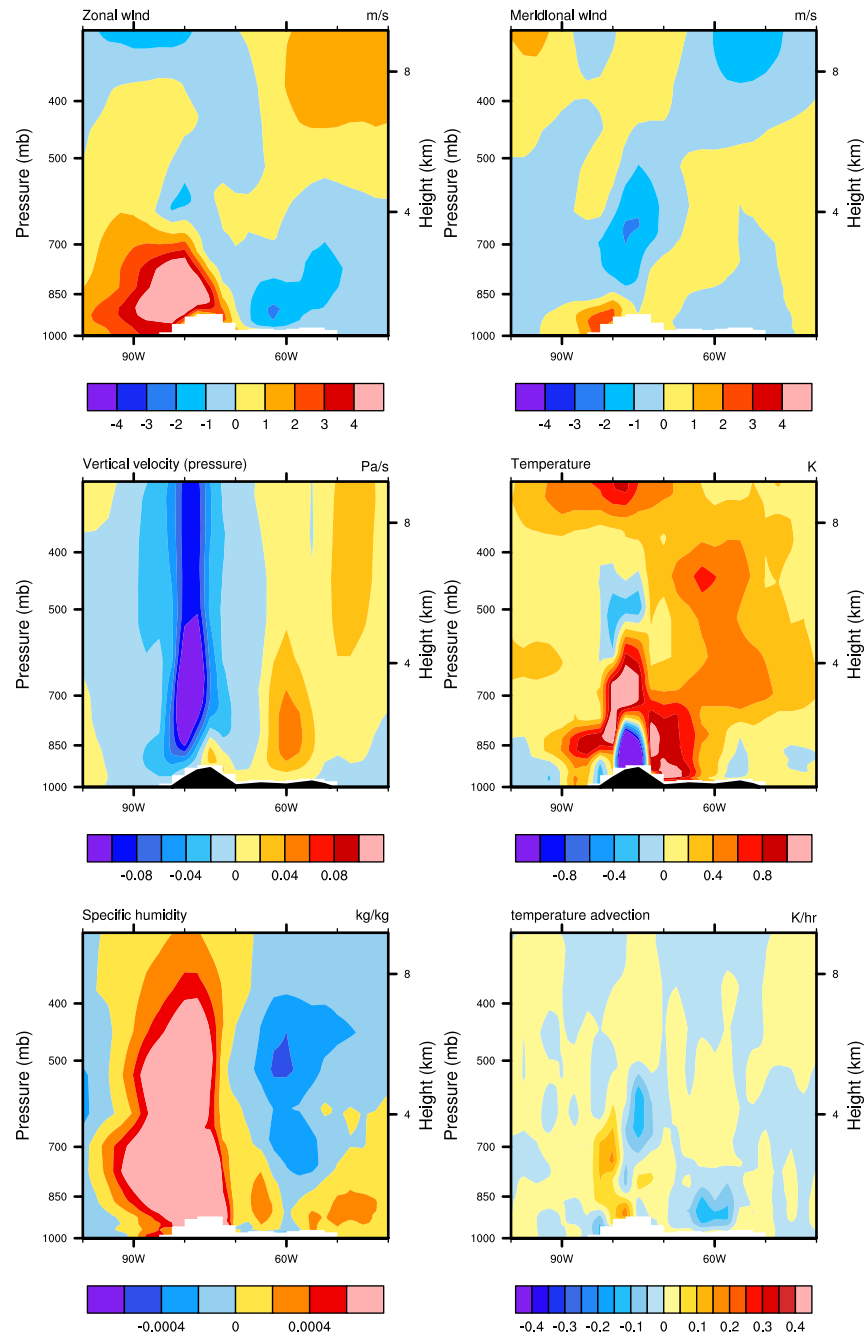 Zonal wind m/s
Pressure (mb)
400
500
700
850
1000
8
4
Height (km)
90W 60W
-4 -3 -2 -1 0 1 2 3 4
Meridional wind m/s
Pressure (mb)
400
500
700
850
1000
8
4
Height (km)
90W 60W
-4 -3 -2 -1 0 1 2 3 4
Vertical velocity (pressure) Pa/s
Pressure (mb)
400
500
700
850
1000
8
4
Height (km)
90W 60W
-0.08 -0.04 0 0.04 0.08
Temperature K
Pressure (mb)
400
500
700
850
1000
8
4
Height (km)
90W 60W
-0.8 -0.4 0 0.4 0.8
Specific humidity kg/kg
Pressure (mb)
400
500
700
850
1000
8
4
Height (km)
90W 60W
-0.0004 0 0.0004
temperature advection K/hr
Pressure (mb)
400
500
700
850
1000
8
4
Height (km)
90W 60W
-0.4 -0.3 -0.2 -0.1 0 0.1 0.2 0.3 0.4